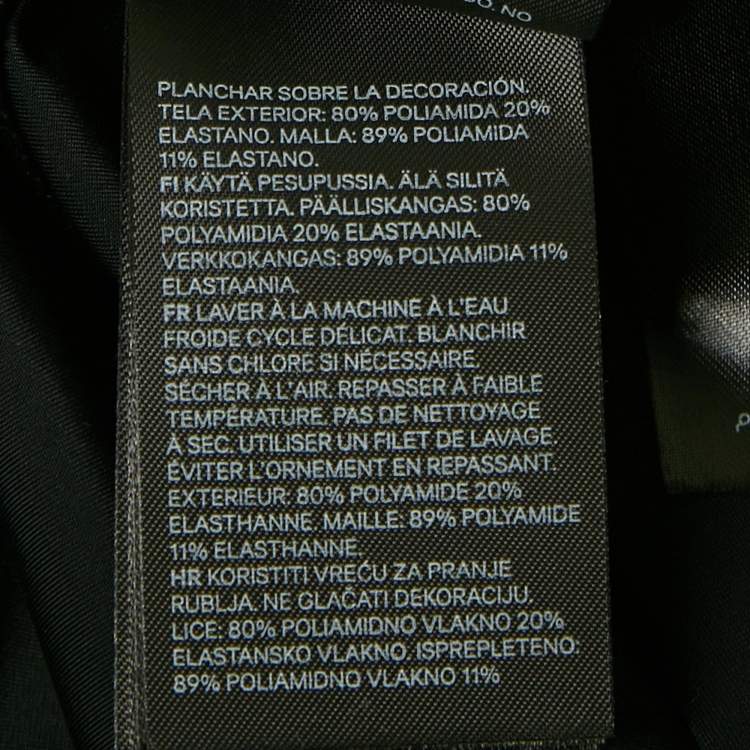 O. NO
PLANCHAR SOBRE LA DECORACIÓN.
TELA EXTERIOR: 80% POLIAMIDA 20%
ELASTANO. MALLA: 89% POLIAMIDA
11% ELASTANO.
FI KÄYTÄ PESUPUSSIA. ÄLÄ SILITÄ
KORISTETTA. PÄÄLLISKANGAS: 80%
POLYAMIDIA 20% ELASTAANIA.
VERKKOKANGAS: 89% POLYAMIDIA 11%
ELASTAANIA.
FR LAVER À LA MACHINE À L'EAU
FROIDE CYCLE DÉLICAT. BLANCHIR
SANS CHLORE SI NÉCESSAIRE.
SÉCHER À L'AIR. REPASSER À FAIBLE
TEMPÉRATURE. PAS DE NETTOYAGE
À SEC. UTILISER UN FILET DE LAVAGE.
ÉVITER L'ORNEMENT EN REPASSANT.
EXTERIEUR: 80% POLYAMIDE 20%
ELASTHANNE. MAILLE: 89% POLYAMIDE
11% ELASTHANNE.
HR KORISTITI VREĆU ZA PRANJE
RUBLJA. NE GLAČATI DEKORACIJU.
LICE: 80% POLIAMIDNO VLAKNO 20%
ELASTANSKO VLAKNO. ISPREPLETENO:
89% POLIAMIDNO VLAKNO 11%